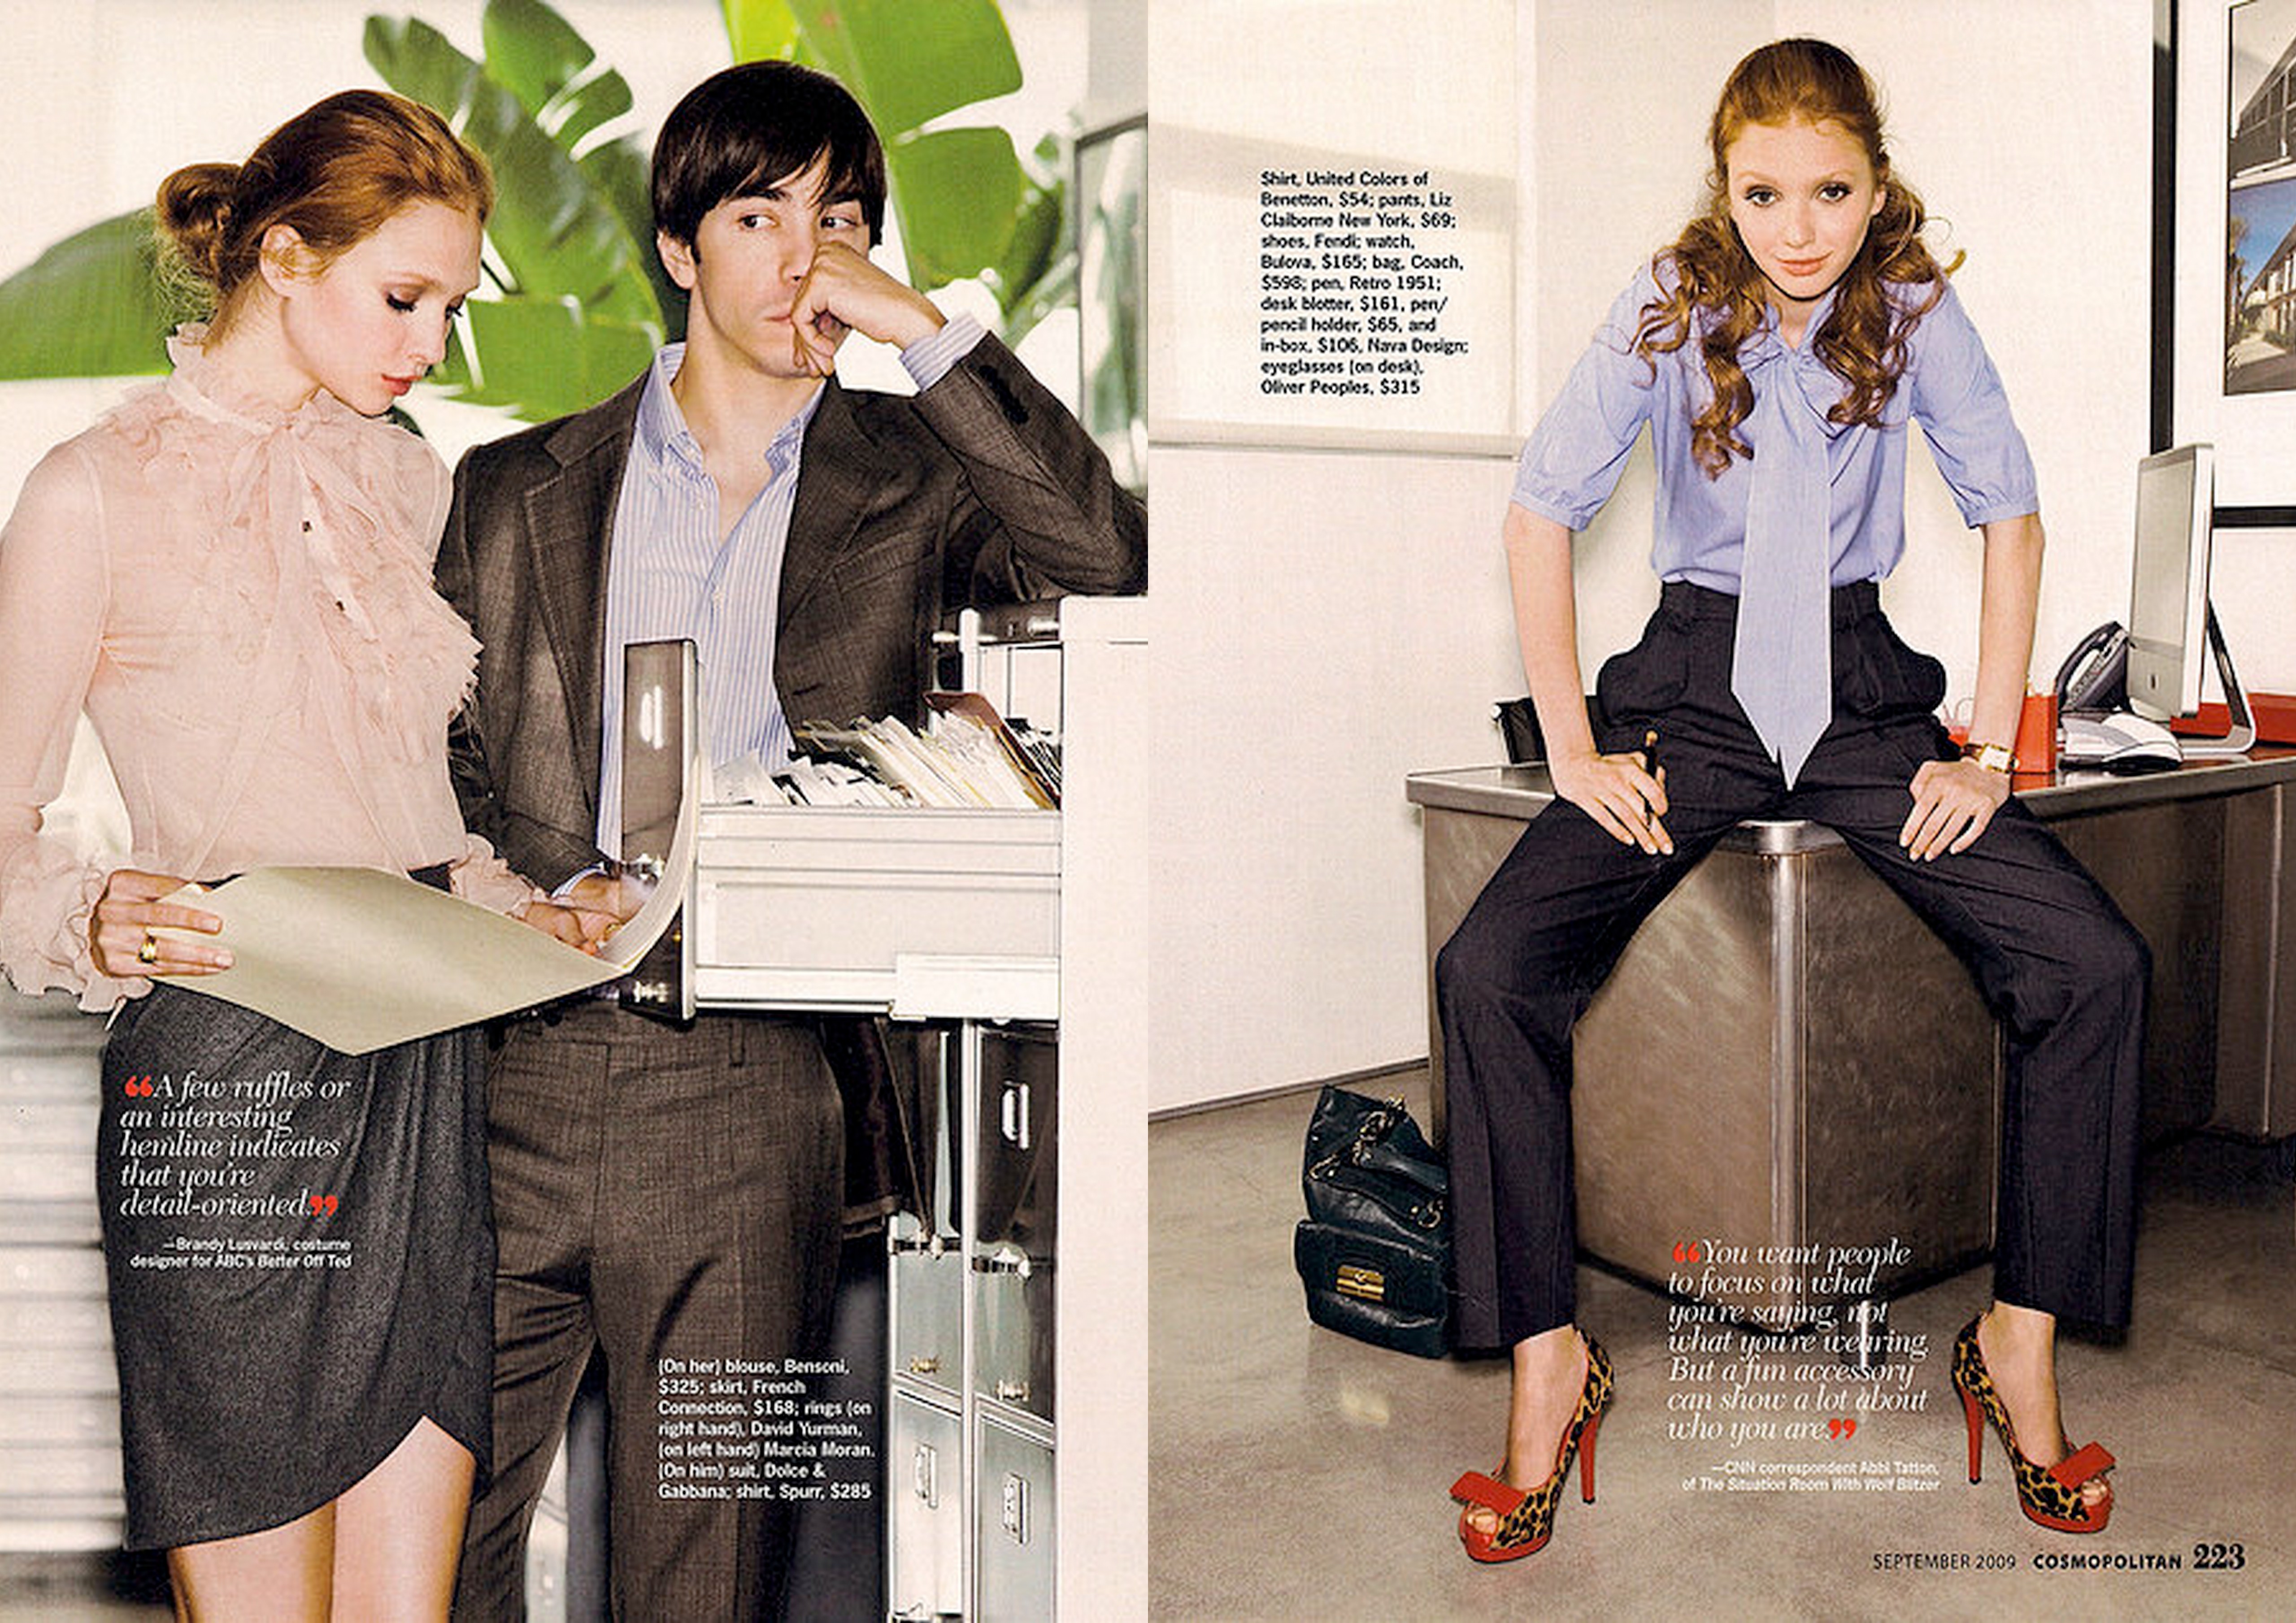 “A few ruffles or
an interesting
hemline indicates
that you're
detail-oriented.”
—Brandy Lusvardi, costume
designer for ABC's Better Off Ted
(On her) blouse, Bensoni,
$325; skirt, French
Connection, $168; rings (on
right hand), David Yurman,
(on left hand) Marcia Moran.
(On him) suit, Dolce &
Gabbana; shirt, Spurr, $285
Shirt, United Colors of
Benetton, $54; pants, Liz
Claiborne New York, $69;
shoes, Fendi; watch,
Bulova, $165; bag, Coach,
$598; pen, Retro 1951;
desk blotter, $161, pen/
pencil holder, $65, and
in-box, $106, Nava Design;
eyeglasses (on desk),
Oliver Peoples, $315
“You want people
to focus on what
you're saying, not
what you're wearing.
But a fun accessory
can show a lot about
who you are.”
—CNN correspondent Abbi Tatton,
of The Situation Room With Wolf Blitzer
SEPTEMBER 2009 COSMOPOLITAN 223